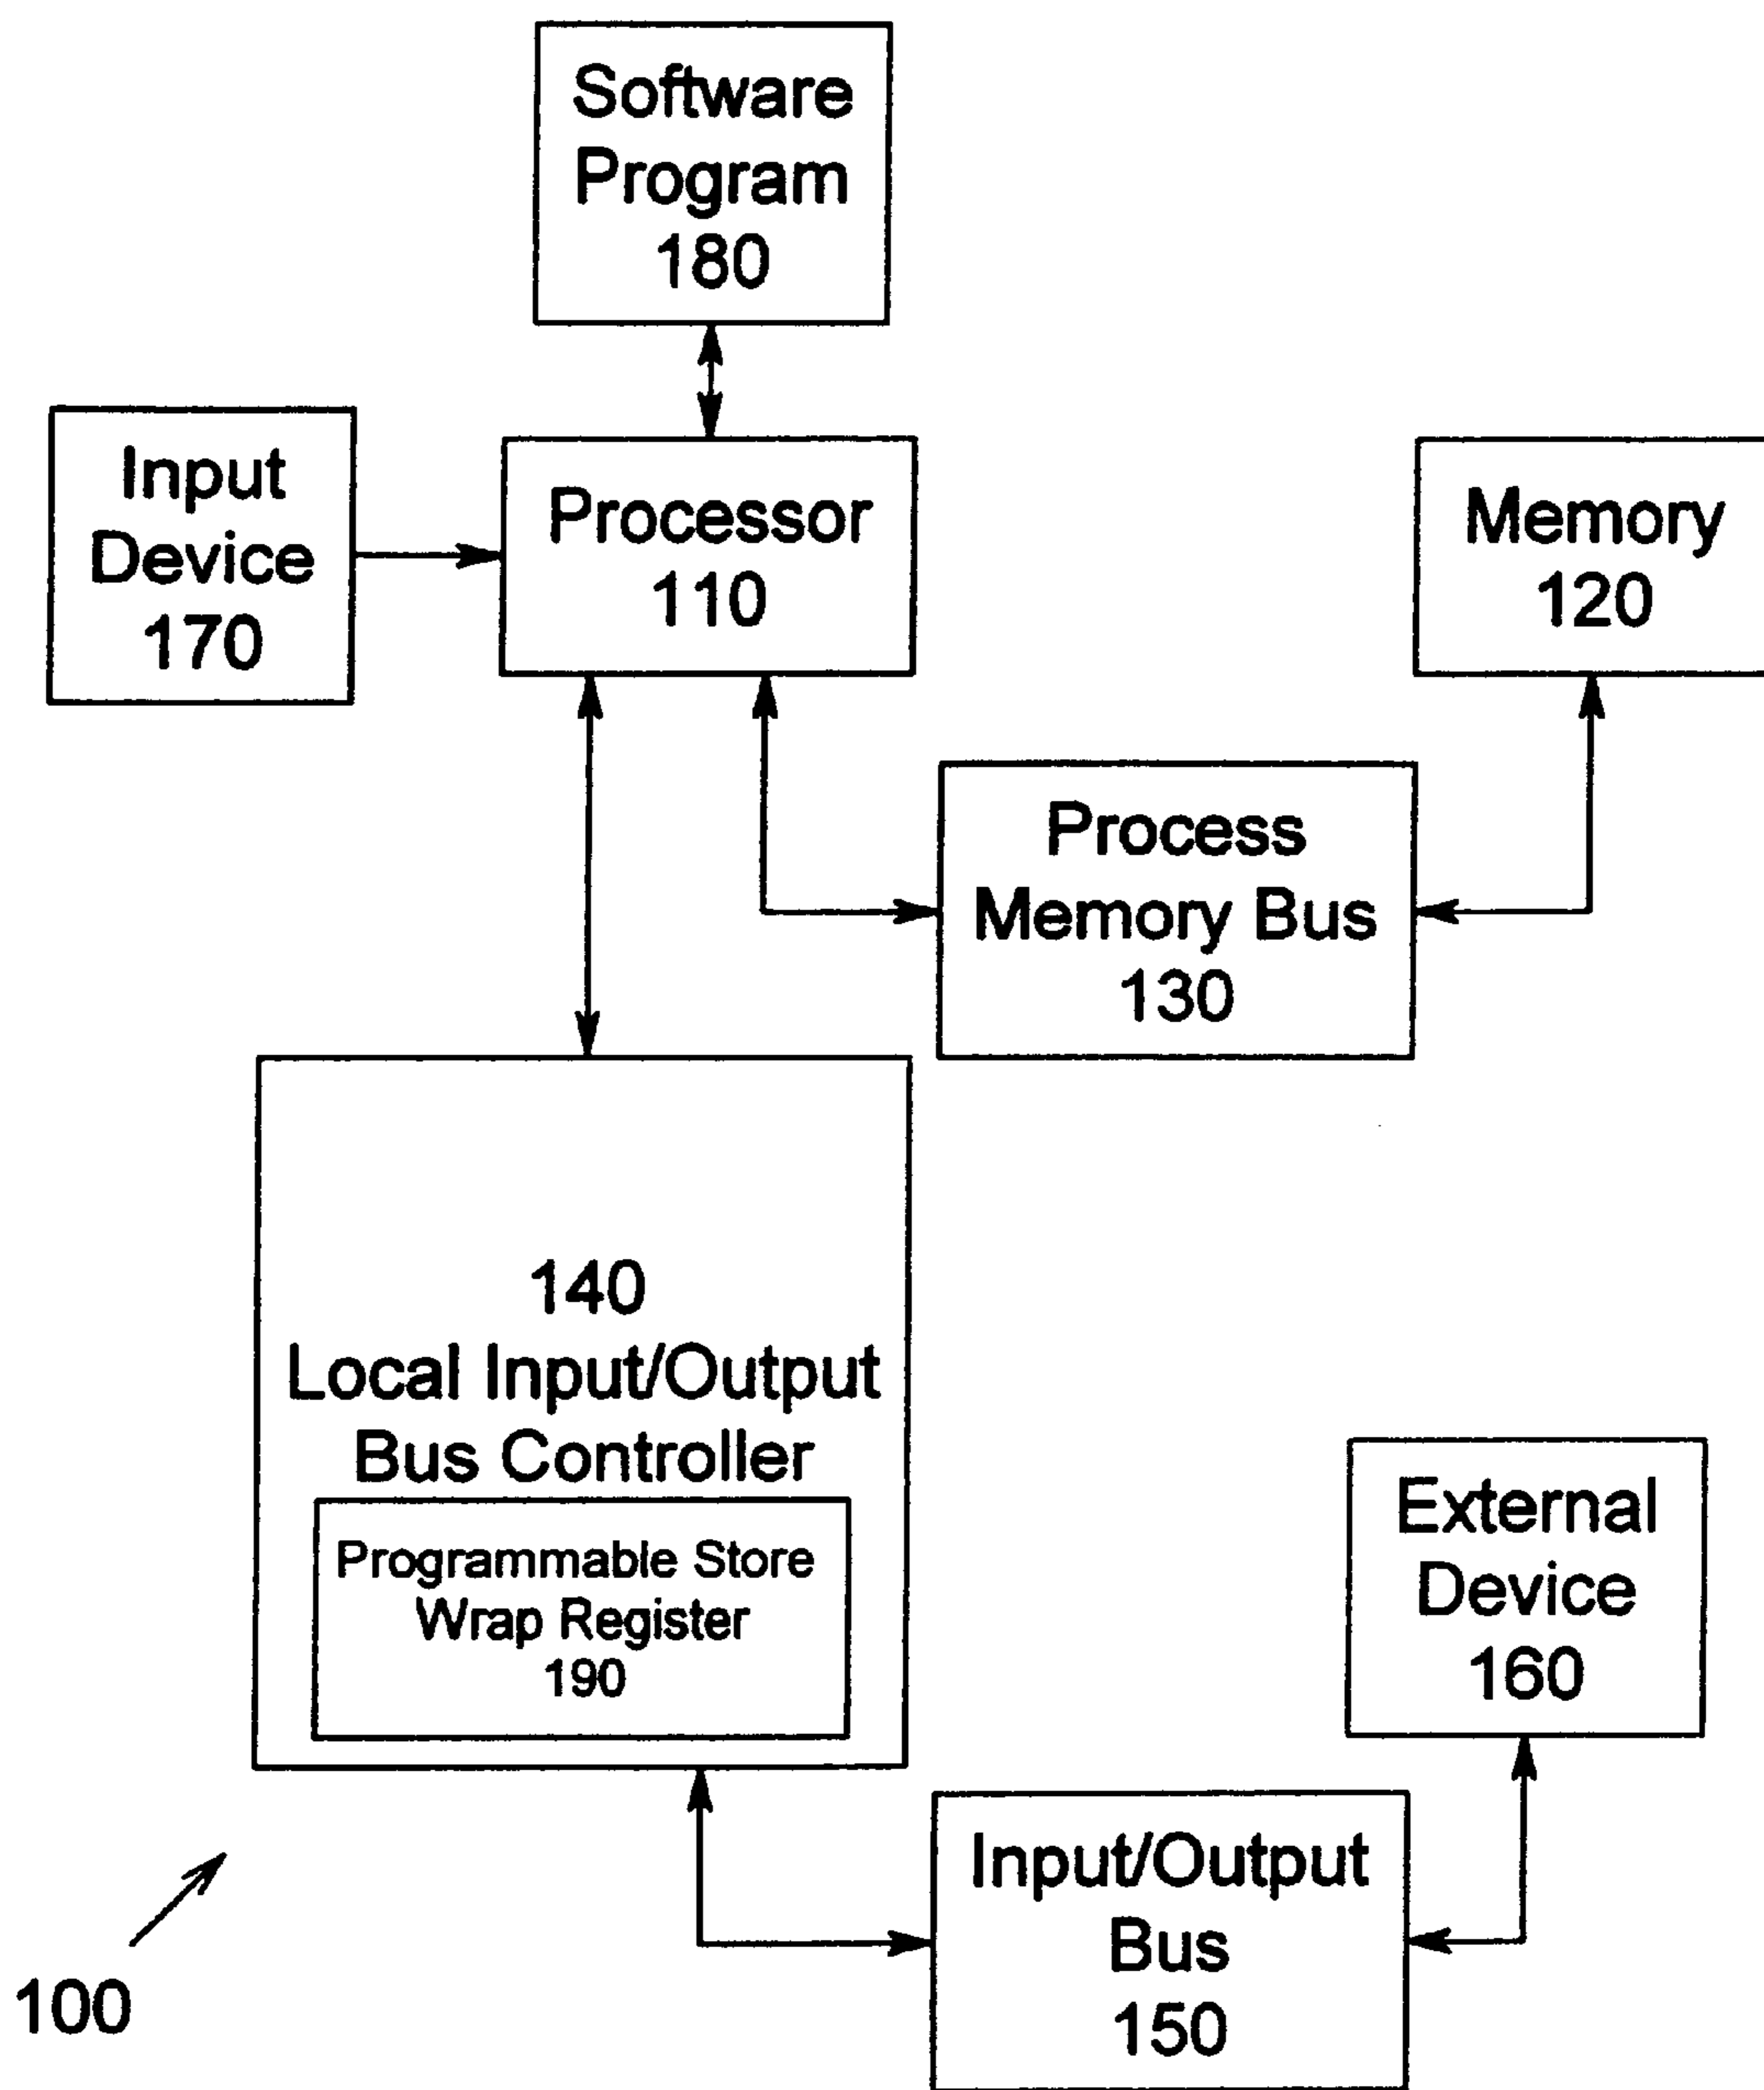 Software
Program
180
Input
Device
170
Processor
110
Memory
120
Process
Memory Bus
130
140
Local Input/Output
Bus Controller
Programmable Store
Wrap Register
190
External
Device
160
Input/Output
Bus
150
100